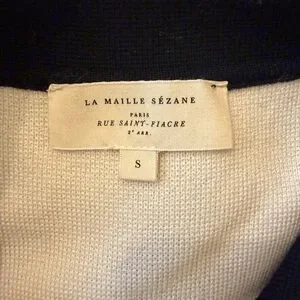 LA MAILLE SÉZANE
PARIS
RUE SAINT-FIACRE
2ᵉ ARR.
S